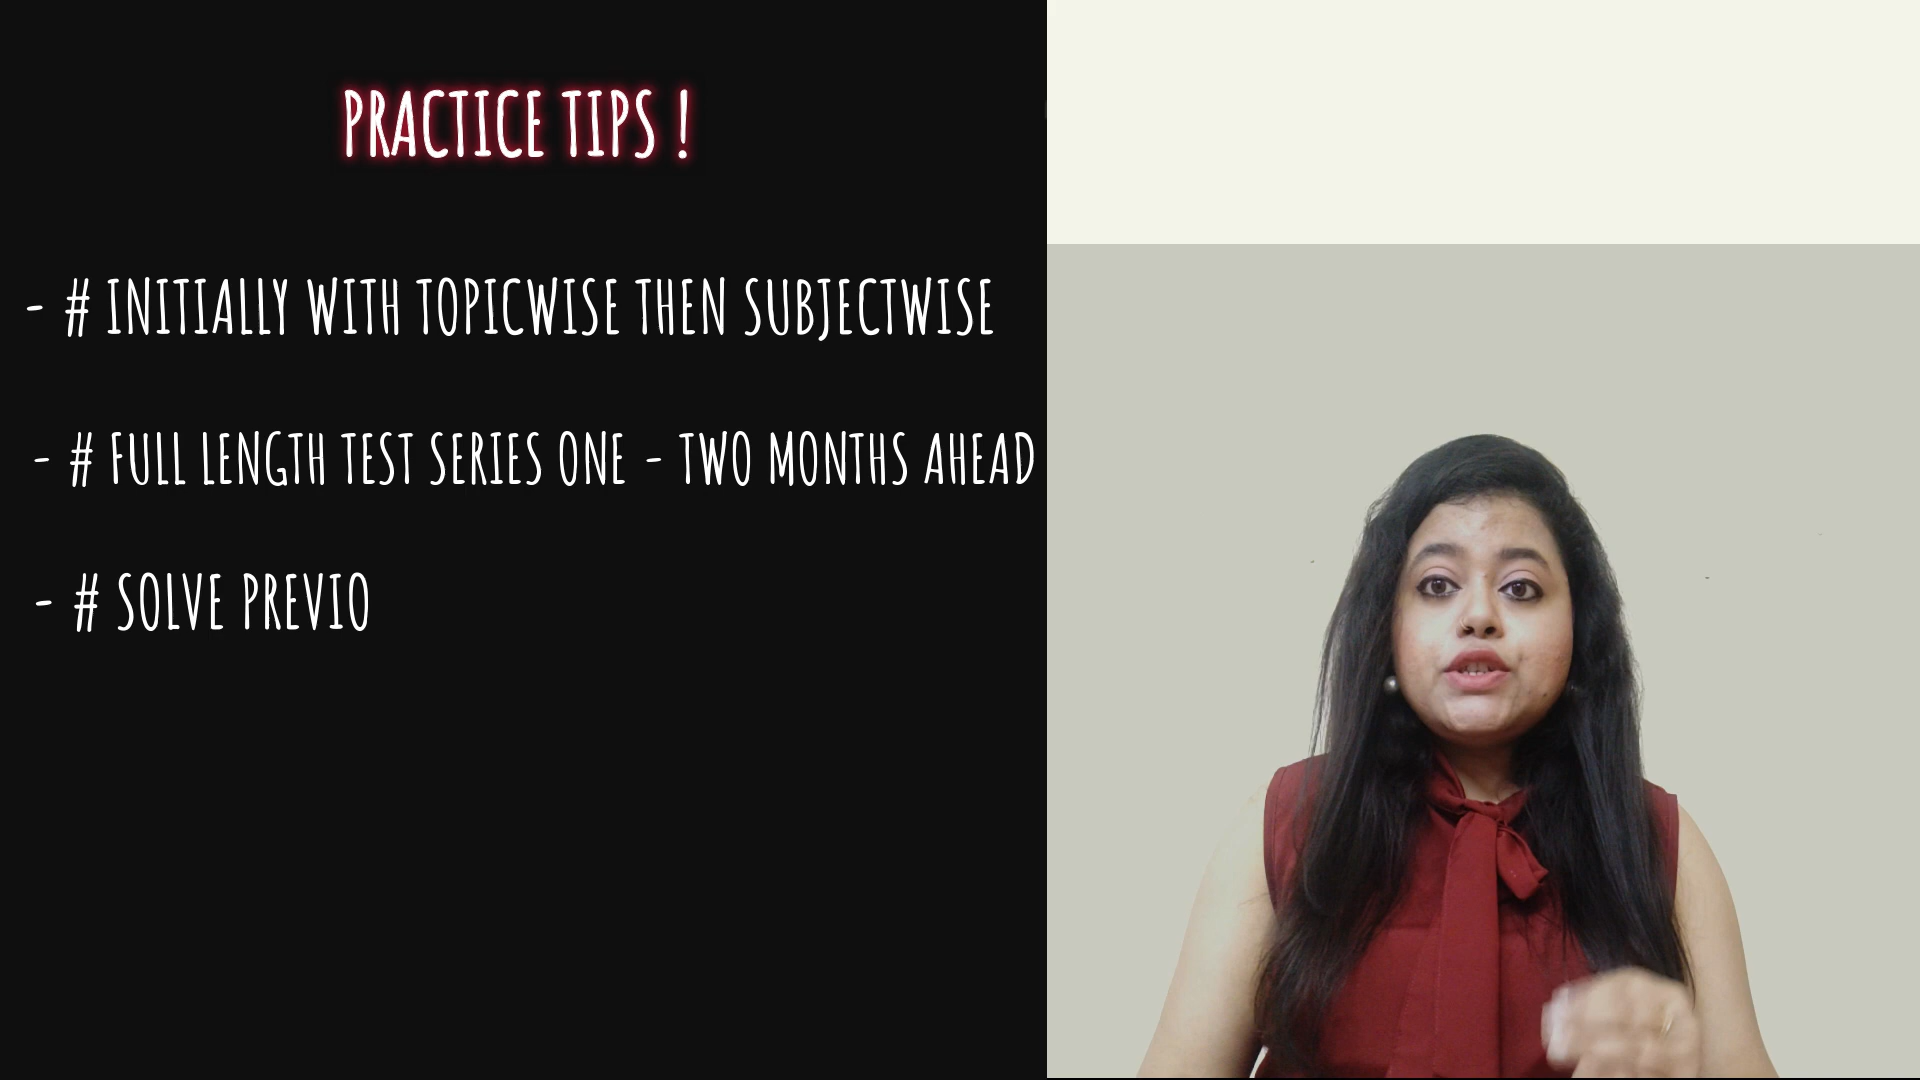 PRACTICE TIPS !
- # INITIALLY WITH TOPICWISE THEN SUBJECTWISE
- # FULL LENGTH TEST SERIES ONE - TWO MONTHS AHEAD
- # SOLVE PREVIO